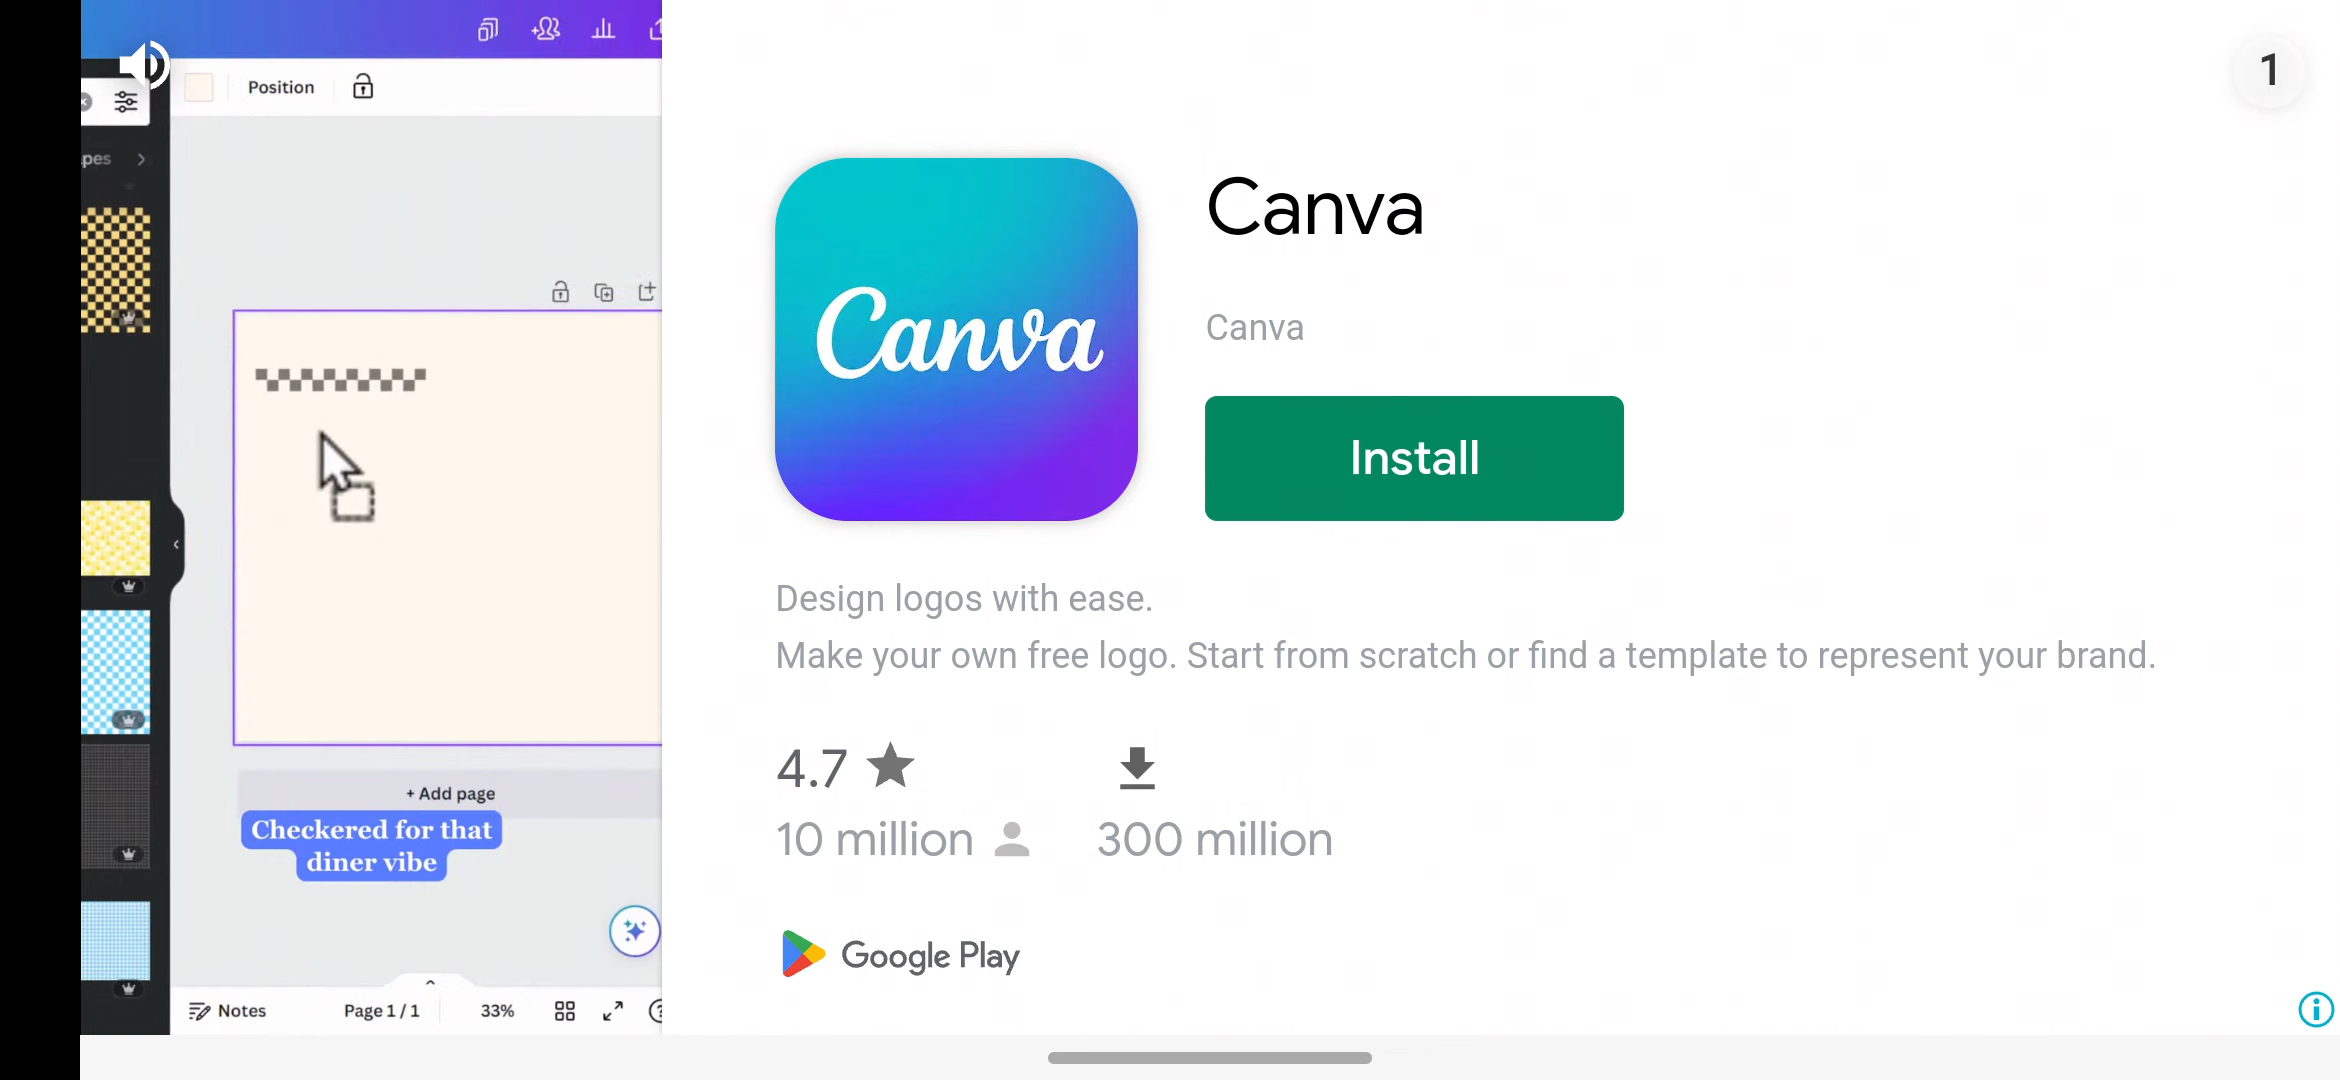 Position
pes
+ Add page
Checkered for that
diner vibe
Notes
Page 1 / 1
33%
1
Canva
Canva
Canva
Install
Design logos with ease.
Make your own free logo. Start from scratch or find a template to represent your brand.
4.7
10 million
300 million
Google Play